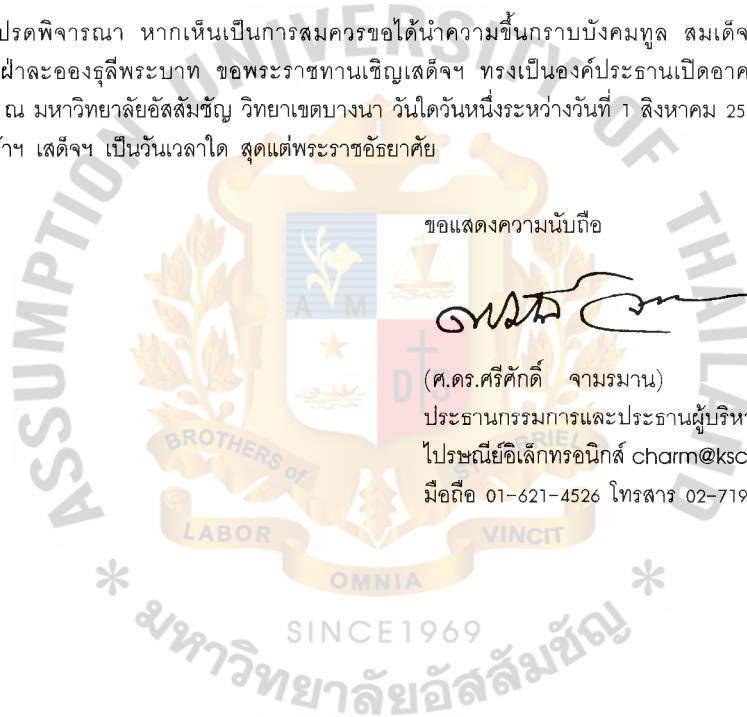 ปรดพิจารณา หากเห็นเป็นการสมควรขอได้นำความขึ้นกราบบังคมทูล สมเด็จ
ฝ่าละอองธุลีพระบาท ขอพระราชทานเชิญเสด็จฯ ทรงเป็นองค์ประธานเปิดอาค
ณ มหาวิทยาลัยอัสสัมชัญ วิทยาเขตบางนา วันใดวันหนึ่งระหว่างวันที่ 1 สิงหาคม 25
าฯ เสด็จฯ เป็นวันเวลาใด สุดแต่พระราชอัธยาศัย
ขอแสดงความนับถือ
(ศ.ดร.ศรีศักดิ์ จามรมาน)
ประธานกรรมการและประธานผู้บริหา
ไปรษณีย์อิเล็กทรอนิกส์ charm@ksc
มือถือ 01-621-4526 โทรสาร 02-719
ASSUMPTION UNIVERSITY OF THAILAND
A M
D S
BROTHERS OF ST GABRIEL
LABOR
VINCIT
OMNIA
SINCE1969
* มหาวิทยาลัยอัสสัมชัญ *